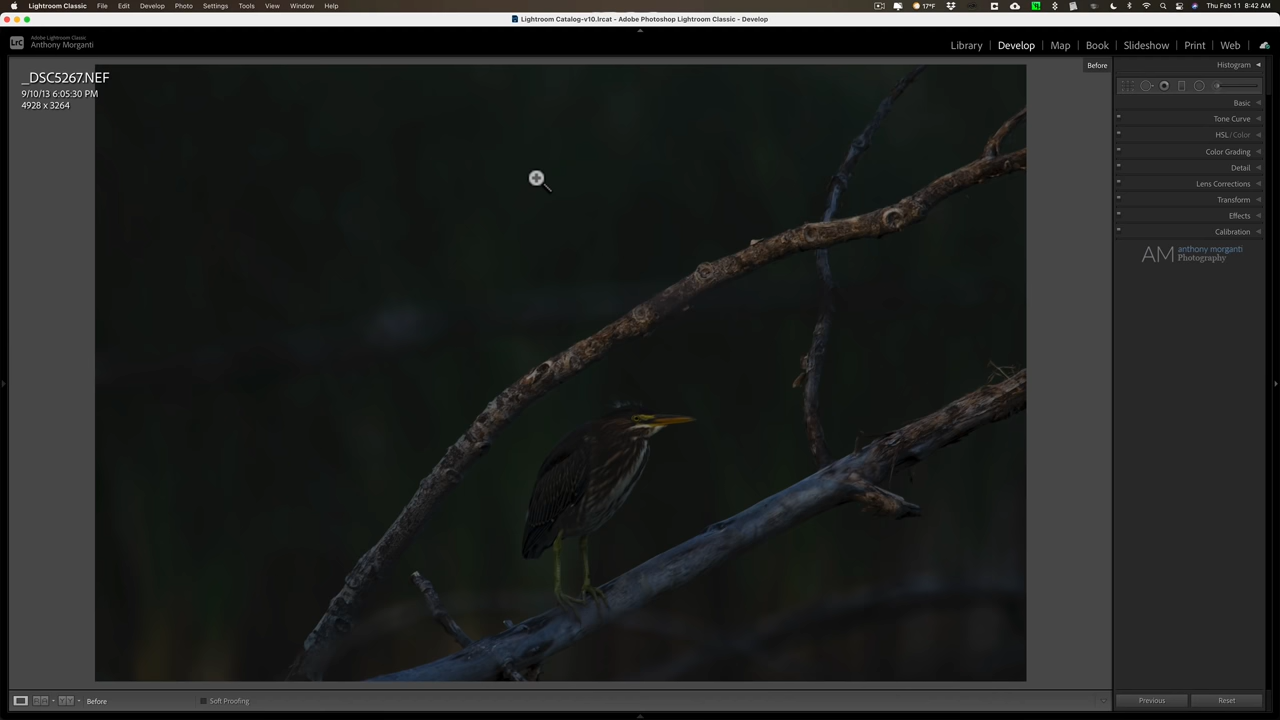 Lightroom Classic File Edit Develop Photo Settings Tools View Window Help
17°F Thu Feb 11 8:42 AM
Lightroom Catalog-v10.lrcat - Adobe Photoshop Lightroom Classic - Develop
LrC
Adobe Lightroom Classic
Anthony Morganti
Library | Develop | Map | Book | Slideshow | Print | Web
_DSC5267.NEF
9/10/13 6:05:30 PM
4928 x 3264
Before
Histogram
Basic
Tone Curve
HSL / Color
Color Grading
Detail
Lens Corrections
Transform
Effects
Calibration
AM anthony morganti
Photography
Before
Soft Proofing
Previous
Reset